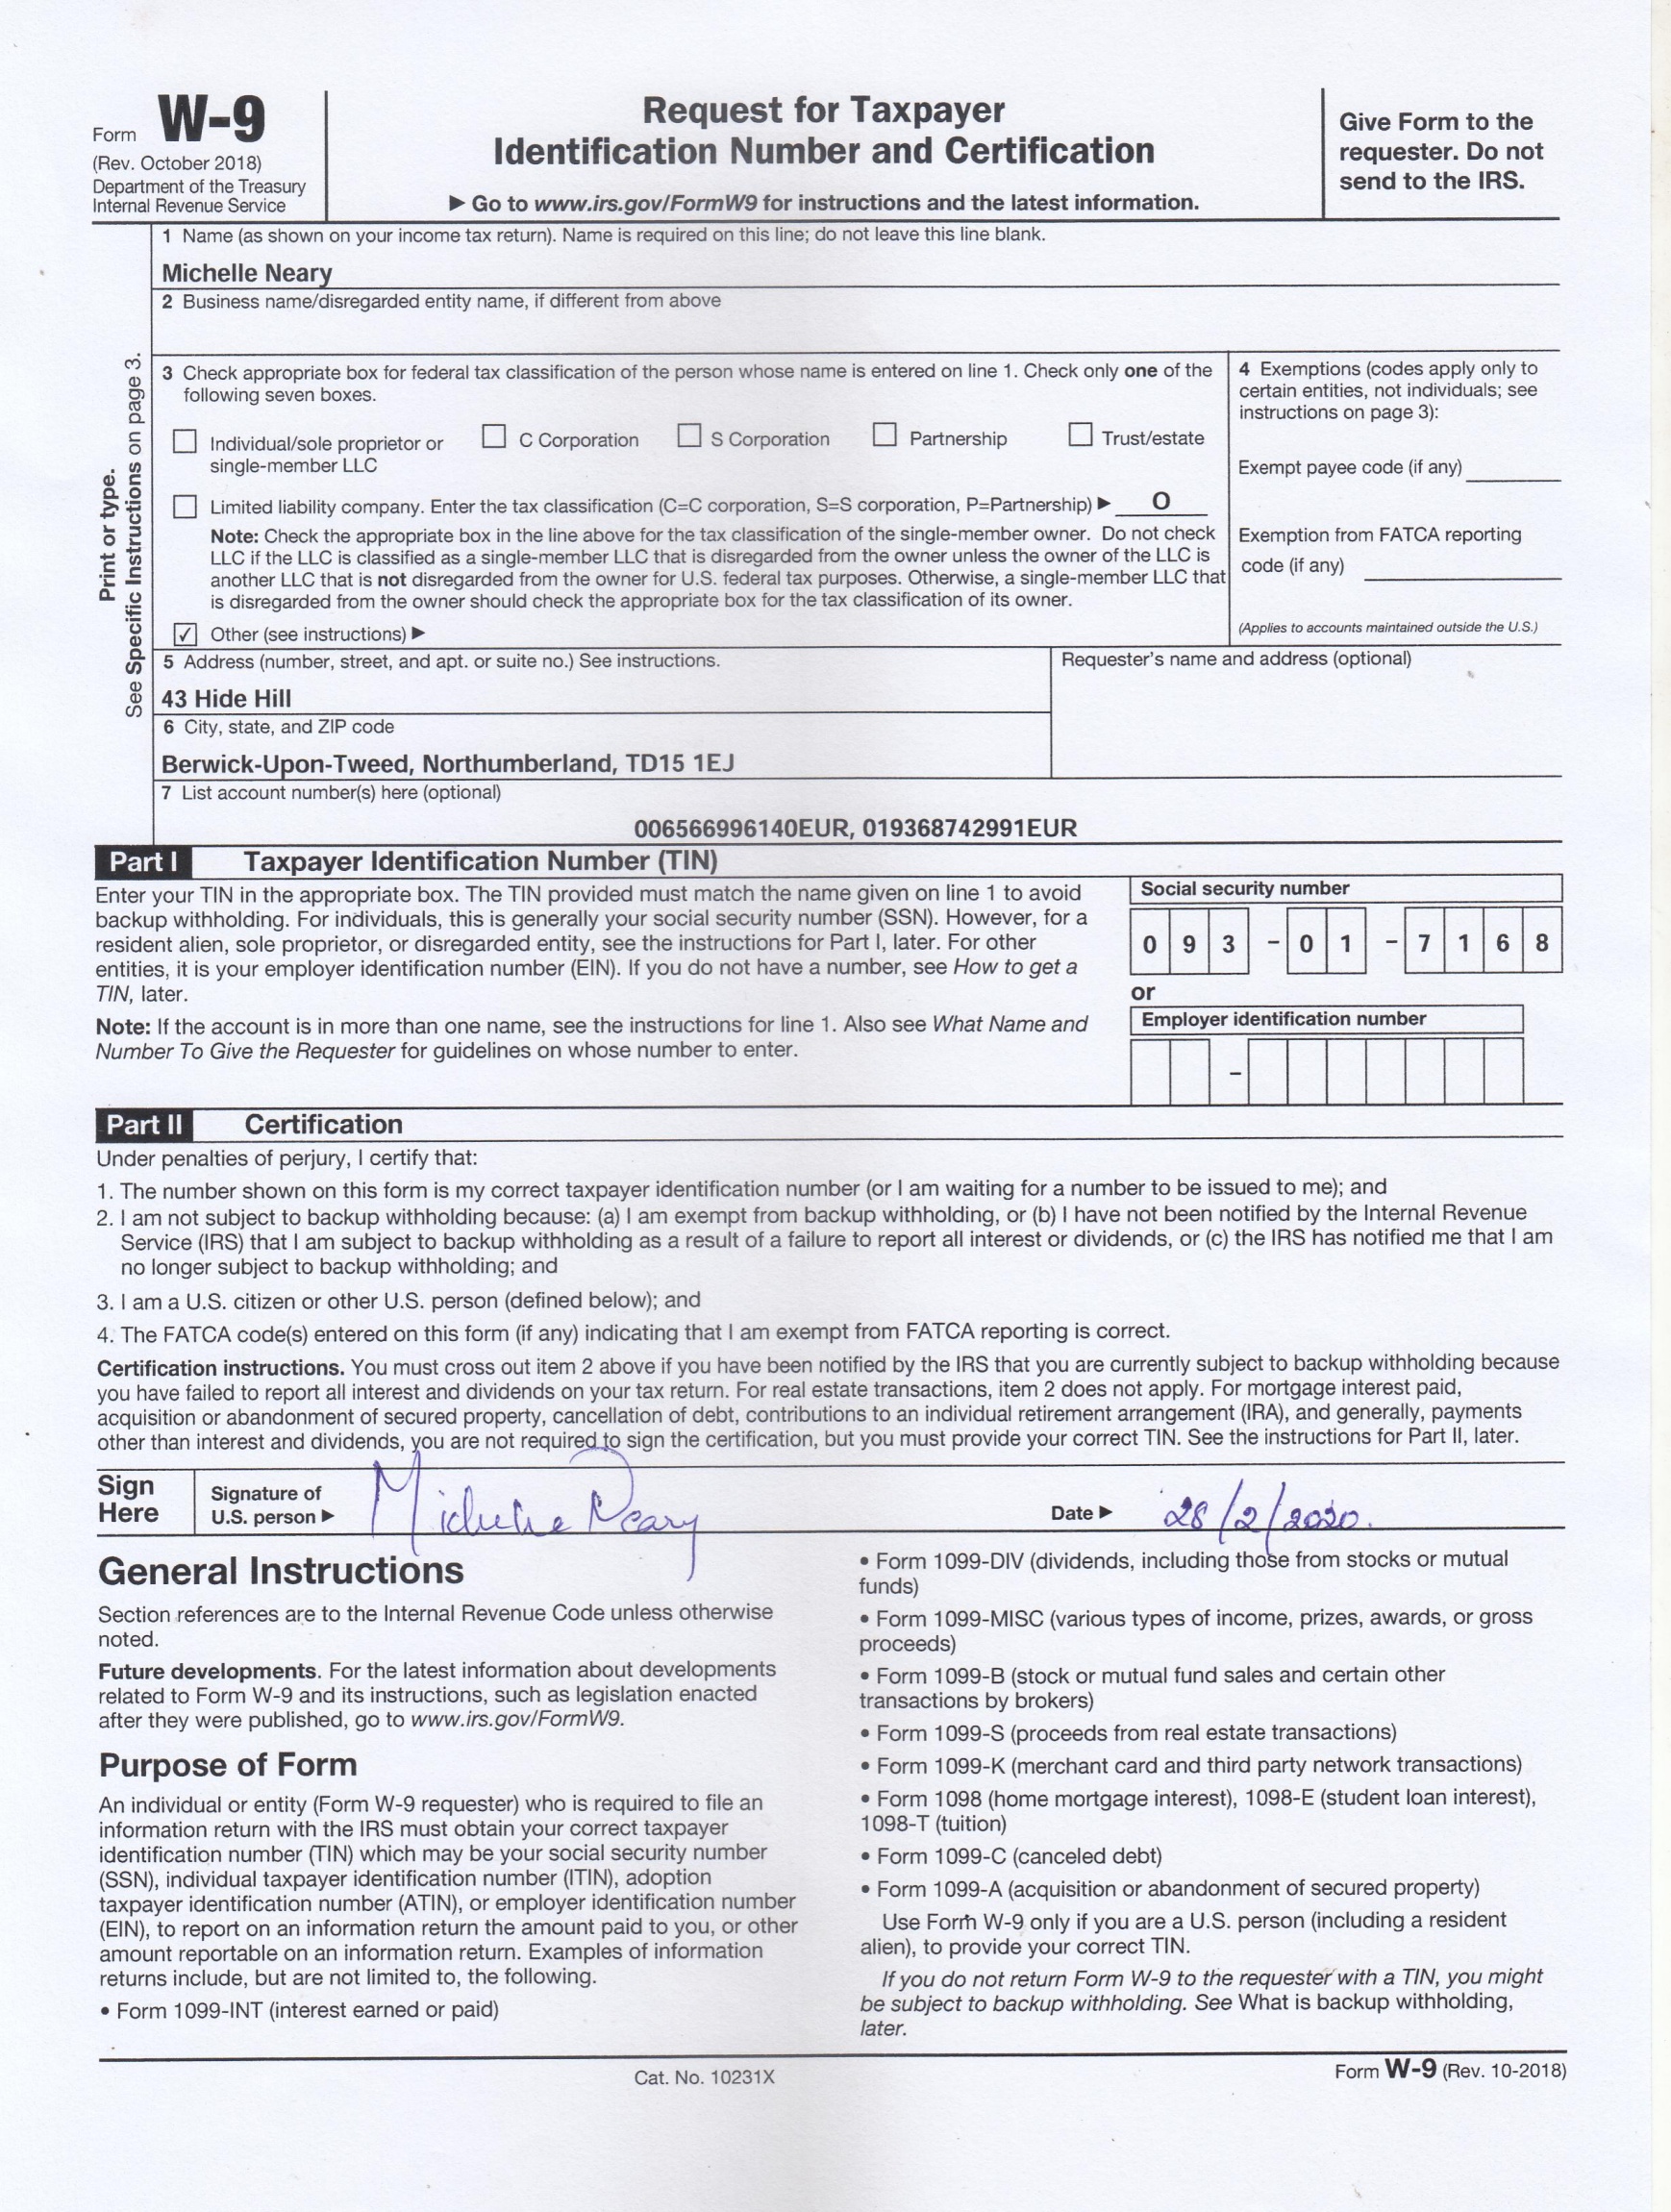 Form W-9
(Rev. October 2018)
Department of the Treasury
Internal Revenue Service
Request for Taxpayer
Identification Number and Certification
▶ Go to www.irs.gov/FormW9 for instructions and the latest information.
Give Form to the
requester. Do not
send to the IRS.
Print or type.
See Specific Instructions on page 3.
1 Name (as shown on your income tax return). Name is required on this line; do not leave this line blank.
Michelle Neary
2 Business name/disregarded entity name, if different from above
3 Check appropriate box for federal tax classification of the person whose name is entered on line 1. Check only one of the
following seven boxes.
Individual/sole proprietor or
single-member LLC
C Corporation
S Corporation
Partnership
Trust/estate
Limited liability company. Enter the tax classification (C=C corporation, S=S corporation, P=Partnership) ▶ O
Note: Check the appropriate box in the line above for the tax classification of the single-member owner. Do not check
LLC if the LLC is classified as a single-member LLC that is disregarded from the owner unless the owner of the LLC is
another LLC that is not disregarded from the owner for U.S. federal tax purposes. Otherwise, a single-member LLC that
is disregarded from the owner should check the appropriate box for the tax classification of its owner.
✓ Other (see instructions) ▶
4 Exemptions (codes apply only to
certain entities, not individuals; see
instructions on page 3):
Exempt payee code (if any)
Exemption from FATCA reporting
code (if any)
(Applies to accounts maintained outside the U.S.)
5 Address (number, street, and apt. or suite no.) See instructions.
43 Hide Hill
6 City, state, and ZIP code
Berwick-Upon-Tweed, Northumberland, TD15 1EJ
Requester's name and address (optional)
7 List account number(s) here (optional)
006566996140EUR, 019368742991EUR
Part I Taxpayer Identification Number (TIN)
Enter your TIN in the appropriate box. The TIN provided must match the name given on line 1 to avoid
backup withholding. For individuals, this is generally your social security number (SSN). However, for a
resident alien, sole proprietor, or disregarded entity, see the instructions for Part I, later. For other
entities, it is your employer identification number (EIN). If you do not have a number, see How to get a
TIN, later.
Note: If the account is in more than one name, see the instructions for line 1. Also see What Name and
Number To Give the Requester for guidelines on whose number to enter.
Social security number
0 9 3 - 0 1 - 7 1 6 8
or
Employer identification number
-
Part II Certification
Under penalties of perjury, I certify that:
1. The number shown on this form is my correct taxpayer identification number (or I am waiting for a number to be issued to me); and
2. I am not subject to backup withholding because: (a) I am exempt from backup withholding, or (b) I have not been notified by the Internal Revenue
Service (IRS) that I am subject to backup withholding as a result of a failure to report all interest or dividends, or (c) the IRS has notified me that I am
no longer subject to backup withholding; and
3. I am a U.S. citizen or other U.S. person (defined below); and
4. The FATCA code(s) entered on this form (if any) indicating that I am exempt from FATCA reporting is correct.
Certification instructions. You must cross out item 2 above if you have been notified by the IRS that you are currently subject to backup withholding because
you have failed to report all interest and dividends on your tax return. For real estate transactions, item 2 does not apply. For mortgage interest paid,
acquisition or abandonment of secured property, cancellation of debt, contributions to an individual retirement arrangement (IRA), and generally, payments
other than interest and dividends, you are not required to sign the certification, but you must provide your correct TIN. See the instructions for Part II, later.
Sign
Here
Signature of
U.S. person ▶ Michelle Neary
Date ▶ 28/2/2020.
General Instructions
Section references are to the Internal Revenue Code unless otherwise
noted.
Future developments. For the latest information about developments
related to Form W-9 and its instructions, such as legislation enacted
after they were published, go to www.irs.gov/FormW9.
Purpose of Form
An individual or entity (Form W-9 requester) who is required to file an
information return with the IRS must obtain your correct taxpayer
identification number (TIN) which may be your social security number
(SSN), individual taxpayer identification number (ITIN), adoption
taxpayer identification number (ATIN), or employer identification number
(EIN), to report on an information return the amount paid to you, or other
amount reportable on an information return. Examples of information
returns include, but are not limited to, the following.
• Form 1099-INT (interest earned or paid)
• Form 1099-DIV (dividends, including those from stocks or mutual
funds)
• Form 1099-MISC (various types of income, prizes, awards, or gross
proceeds)
• Form 1099-B (stock or mutual fund sales and certain other
transactions by brokers)
• Form 1099-S (proceeds from real estate transactions)
• Form 1099-K (merchant card and third party network transactions)
• Form 1098 (home mortgage interest), 1098-E (student loan interest),
1098-T (tuition)
• Form 1099-C (canceled debt)
• Form 1099-A (acquisition or abandonment of secured property)
Use Form W-9 only if you are a U.S. person (including a resident
alien), to provide your correct TIN.
If you do not return Form W-9 to the requester with a TIN, you might
be subject to backup withholding. See What is backup withholding,
later.
Cat. No. 10231X
Form W-9 (Rev. 10-2018)